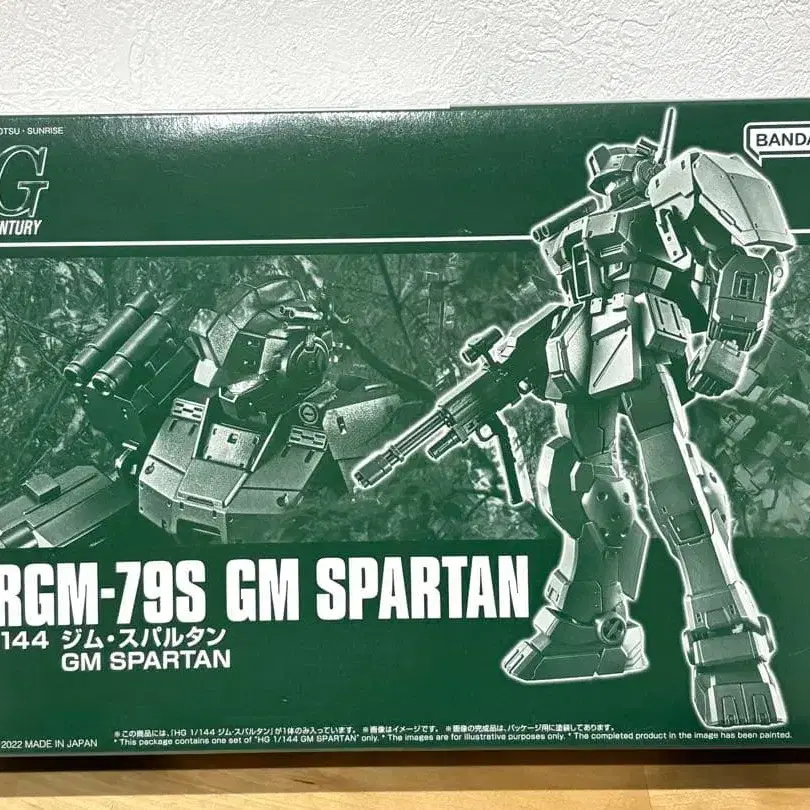 OTSU・SUNRISE
BANDA
G
NTURY
RGM-79S GM SPARTAN
144 ジム・スパルタン
GM SPARTAN
※この商品には、「HG 1/144 ジム・スパルタン」が1体のみ入っています。 ※画像はイメージです。 ※画像の完成品は、パッケージ用に塗装してあります。
* This package contains one set of "HG 1/144 GM SPARTAN" only. * The images are for illustrative purposes only. * The completed product in the image has been painted.
2022 MADE IN JAPAN